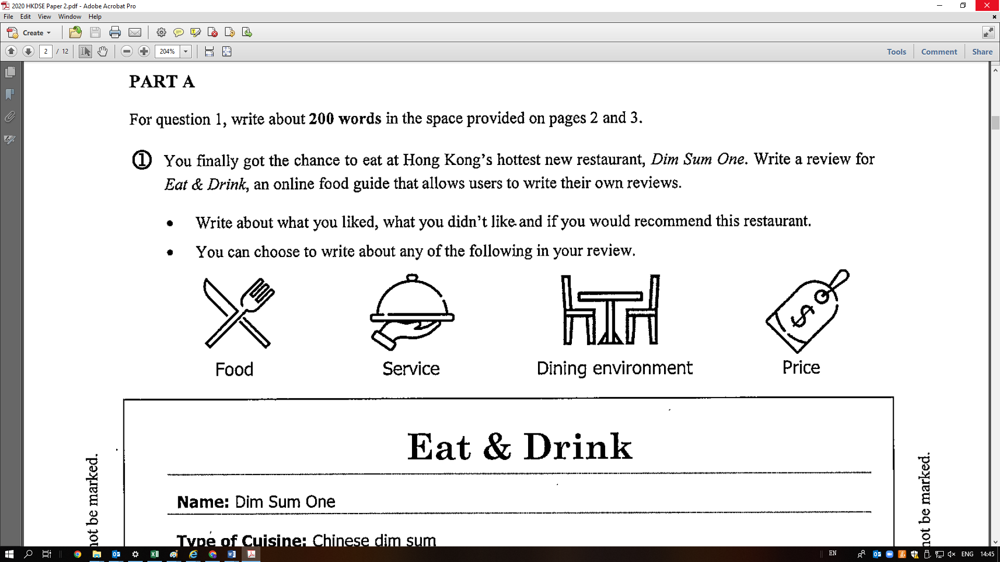 2020 HKDSE Paper 2.pdf - Adobe Acrobat Pro
File Edit View Window Help
Create
2 / 12
204%
Tools Comment Share
PART A
For question 1, write about 200 words in the space provided on pages 2 and 3.
① You finally got the chance to eat at Hong Kong's hottest new restaurant, Dim Sum One. Write a review for
Eat & Drink, an online food guide that allows users to write their own reviews.
• Write about what you liked, what you didn't like and if you would recommend this restaurant.
• You can choose to write about any of the following in your review.
$
Food Service Dining environment Price
Eat & Drink
Name: Dim Sum One
Type of Cuisine: Chinese dim sum
not be marked.
not be marked.
EN ENG 14:45